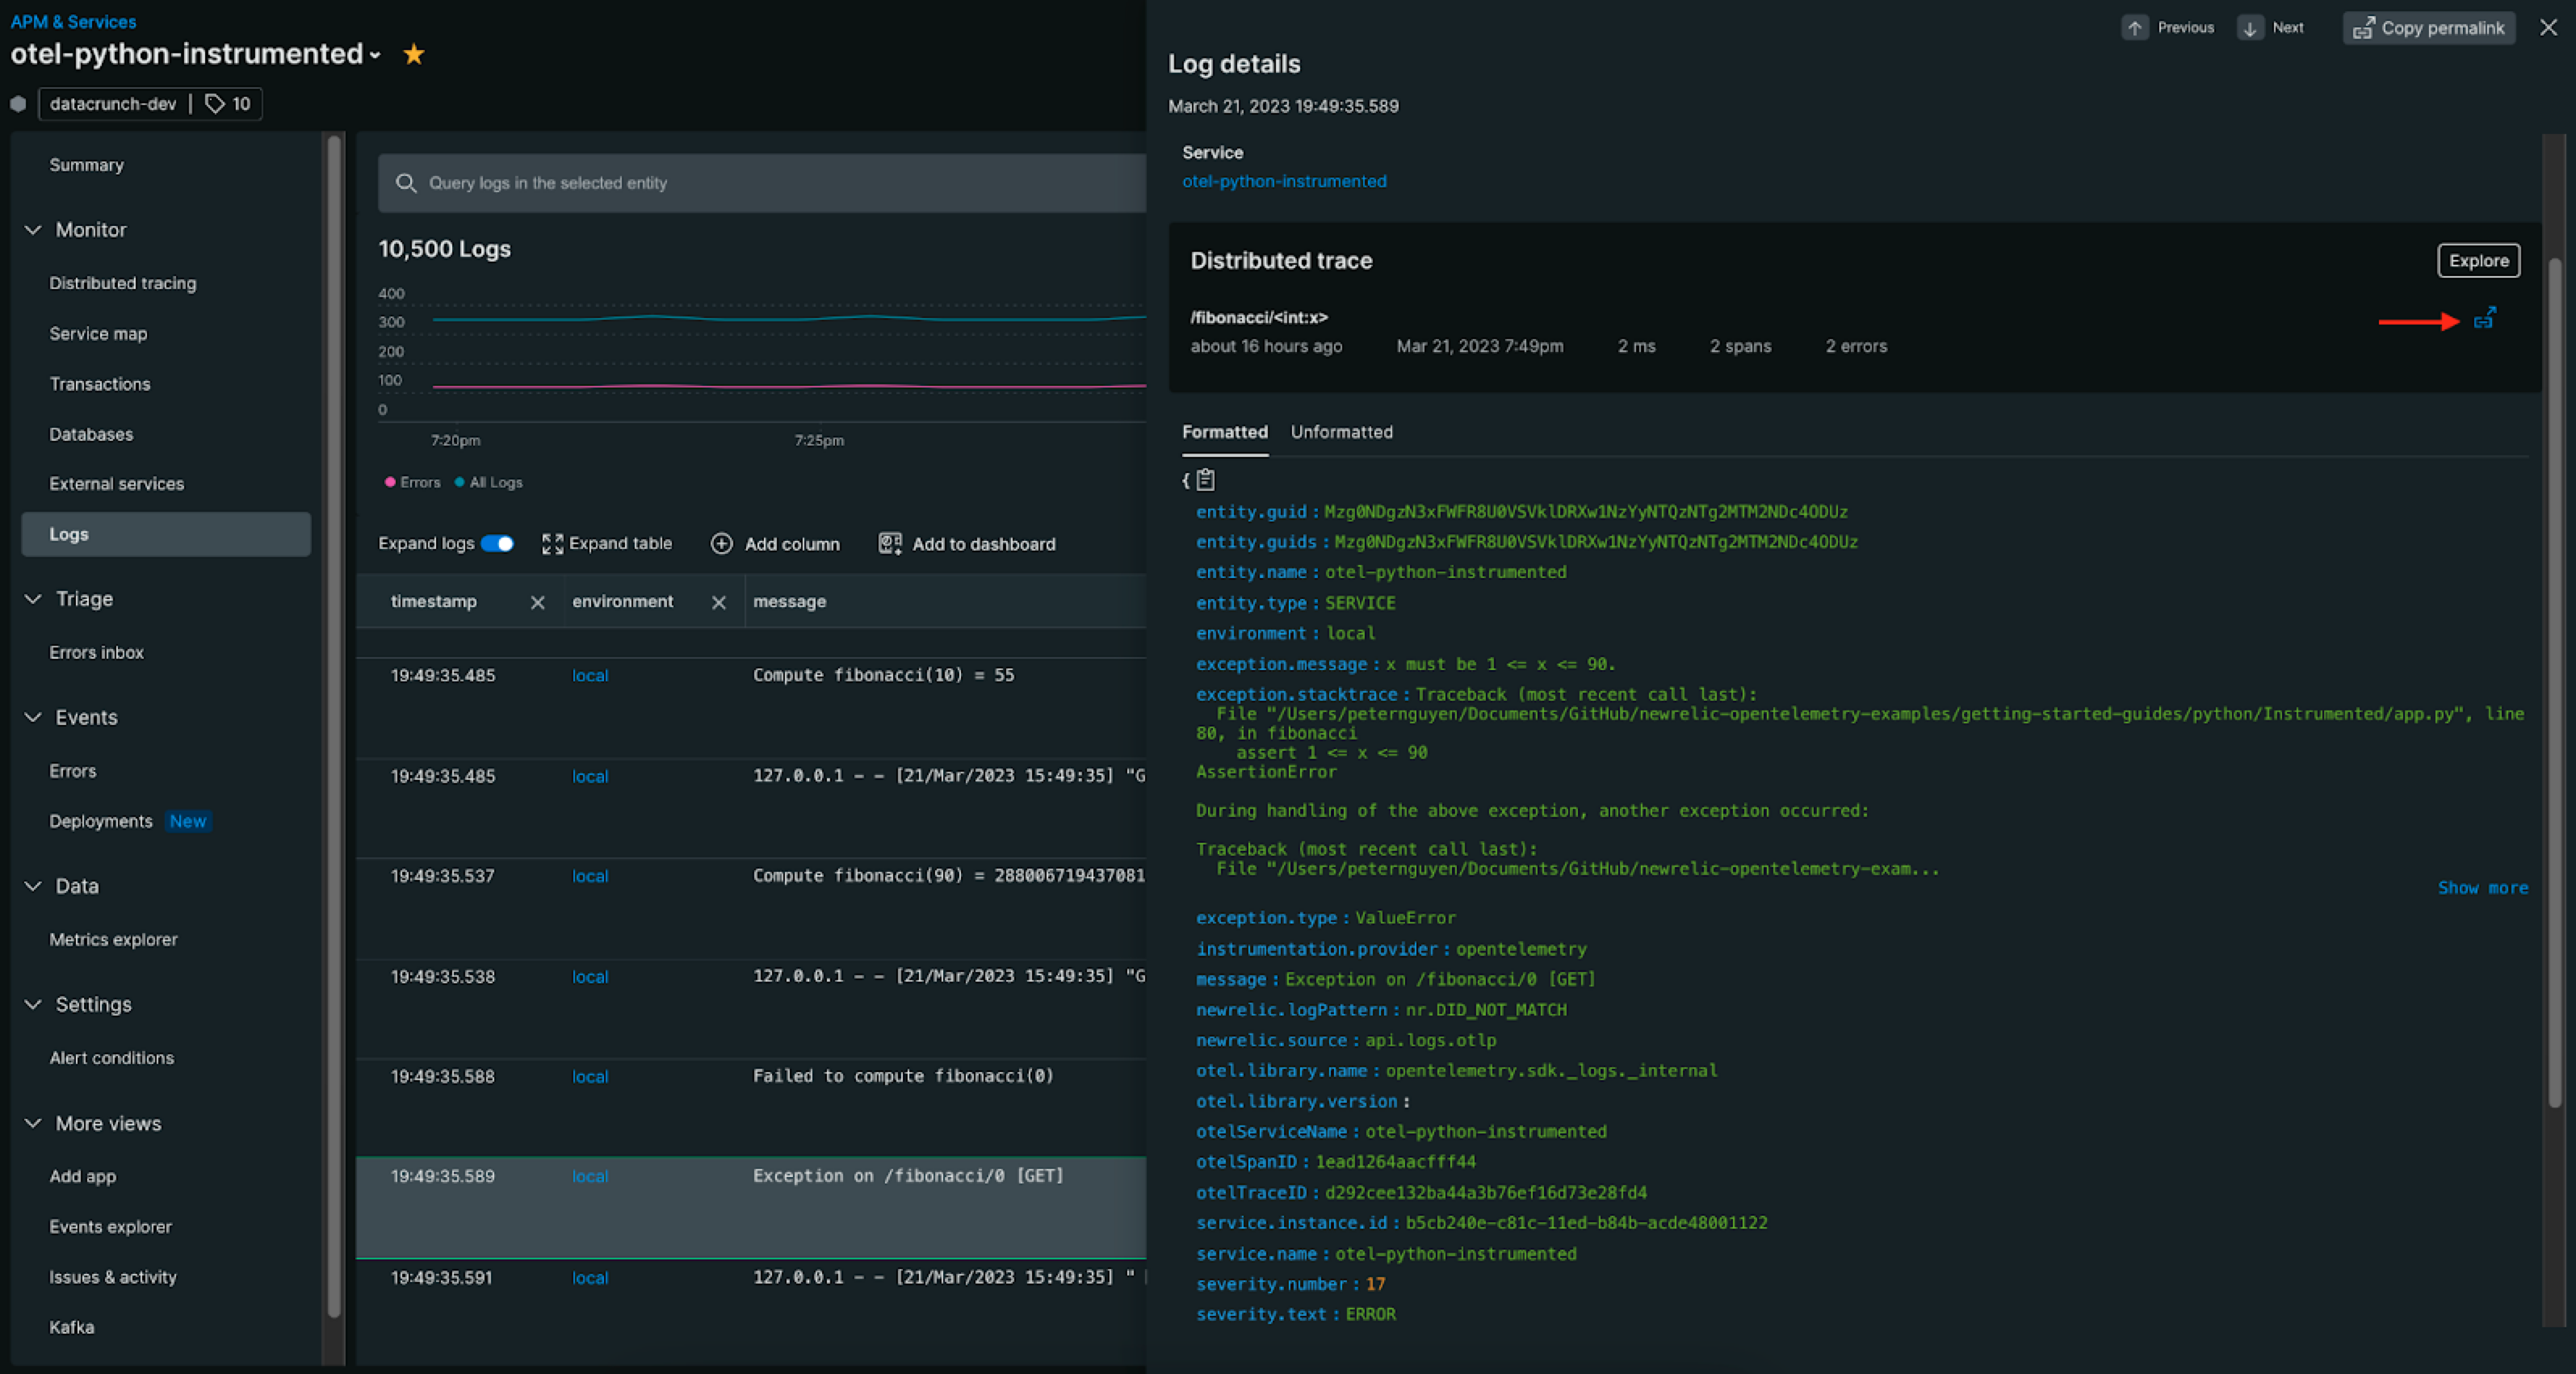 APM & Services
otel-python-instrumented
datacrunch-dev | 10
Summary
Monitor
Distributed tracing
Service map
Transactions
Databases
External services
Logs
Triage
Errors inbox
Events
Errors
Deployments New
Data
Metrics explorer
Settings
Alert conditions
More views
Add app
Events explorer
Issues & activity
Kafka
Query logs in the selected entity
10,500 Logs
400
300
200
100
0
7:20pm 7:25pm
Errors All Logs
Expand logs Expand table Add column Add to dashboard
timestamp environment message
19:49:35.485 local Compute fibonacci(10) = 55
19:49:35.485 local 127.0.0.1 - - [21/Mar/2023 15:49:35] "G
19:49:35.537 local Compute fibonacci(90) = 288006719437081
19:49:35.538 local 127.0.0.1 - - [21/Mar/2023 15:49:35] "G
19:49:35.588 local Failed to compute fibonacci(0)
19:49:35.589 local Exception on /fibonacci/0 [GET]
19:49:35.591 local 127.0.0.1 - - [21/Mar/2023 15:49:35] "
Previous Next Copy permalink
Log details
March 21, 2023 19:49:35.589
Service
otel-python-instrumented
Distributed trace
Explore
/fibonacci/<int:x>
about 16 hours ago Mar 21, 2023 7:49pm 2 ms 2 spans 2 errors
Formatted Unformatted
{
entity.guid : Mzg0NDgzN3xFWFR8U0VSVklDRXw1NzYyNTQzNTg2MTM2NDc4ODUz
entity.guids : Mzg0NDgzN3xFWFR8U0VSVklDRXw1NzYyNTQzNTg2MTM2NDc4ODUz
entity.name : otel-python-instrumented
entity.type : SERVICE
environment : local
exception.message : x must be 1 <= x <= 90.
exception.stacktrace : Traceback (most recent call last):
File "/Users/peternguyen/Documents/GitHub/newrelic-opentelemetry-examples/getting-started-guides/python/Instrumented/app.py", line
80, in fibonacci
assert 1 <= x <= 90
AssertionError
During handling of the above exception, another exception occurred:
Traceback (most recent call last):
File "/Users/peternguyen/Documents/GitHub/newrelic-opentelemetry-exam...
Show more
exception.type : ValueError
instrumentation.provider : opentelemetry
message : Exception on /fibonacci/0 [GET]
newrelic.logPattern : nr.DID_NOT_MATCH
newrelic.source : api.logs.otlp
otel.library.name : opentelemetry.sdk._logs._internal
otel.library.version :
otelServiceName : otel-python-instrumented
otelSpanID : 1ead1264aacfff44
otelTraceID : d292cee132ba44a3b76ef16d73e28fd4
service.instance.id : b5cb240e-c81c-11ed-b84b-acde48001122
service.name : otel-python-instrumented
severity.number : 17
severity.text : ERROR